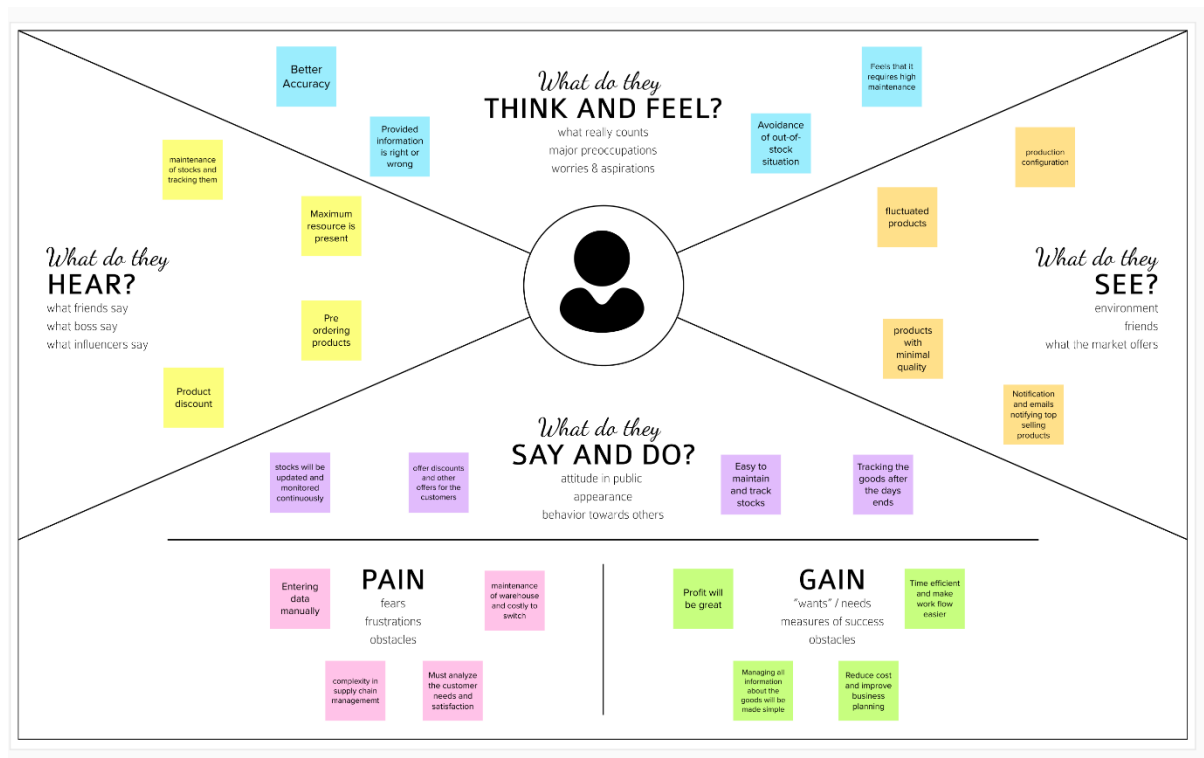 Better
Accuracy
Provided
information
is right or
wrong
What do they
THINK AND FEEL?
what really counts
major preoccupations
worries & aspirations
Avoidance
of out-of-
stock
situation
Feels that it
requires high
maintenance
maintenance
of stocks and
tracking them
Maximum
resource is
present
What do they
HEAR?
what friends say
what boss say
what influencers say
Pre
ordering
products
Product
discount
production
configuration
fluctuated
products
What do they
SEE?
environment
friends
what the market offers
products
with
minimal
quality
Notification
and emails
notifying top
selling
products
What do they
SAY AND DO?
attitude in public
appearance
behavior towards others
stocks will be
updated and
monitored
continuously
offer discounts
and other
offers for the
customers
Easy to
maintain
and track
stocks
Tracking the
goods after
the days
ends
PAIN
fears
frustrations
obstacles
Entering
data
manually
maintenance
of warehouse
and costly to
switch
complexity in
supply chain
managememt
Must analyze
the customer
needs and
satisfaction
GAIN
"wants" / needs
measures of success
obstacles
Profit will
be great
Time efficient
and make
work flow
easier
Managing all
information
about the
goods will be
made simple
Reduce cost
and improve
business
planning